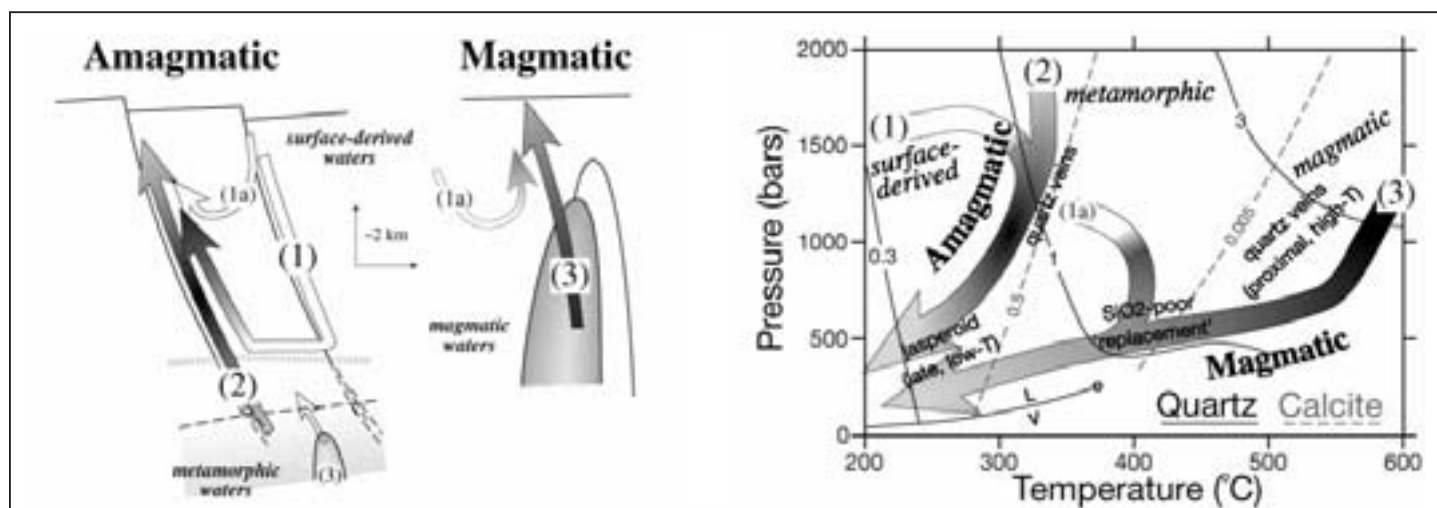 Amagmatic
surface-derived
waters
(1a)
(1)
~2 km
(2)
metamorphic
waters
(3)
Magmatic
(1a)
(3)
magmatic
waters
Pressure (bars)
2000
1500
1000
500
0
200
300
400
500
600
Temperature (°C)
(1)
surface-
derived
Amagmatic
(2)
metamorphic
quartz veins
(1a)
3
magmatic
(3)
quartz veins
(proximal, high-T)
0.3
1
0.5
0.005
SiO2-poor
'replacement'
jasperoid
(late, low-T)
Magmatic
L
V
Quartz
Calcite